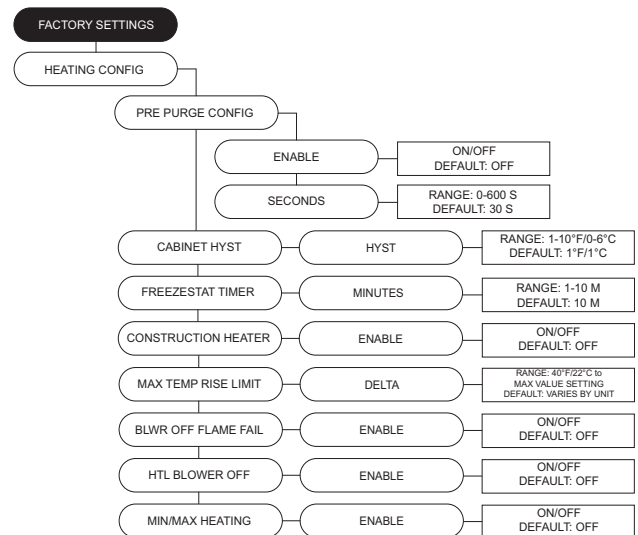 FACTORY SETTINGS
HEATING CONFIG
PRE PURGE CONFIG
ENABLE
ON/OFF
DEFAULT: OFF
SECONDS
RANGE: 0-600 S
DEFAULT: 30 S
CABINET HYST
HYST
RANGE: 1-10°F/0-6°C
DEFAULT: 1°F/1°C
FREEZESTAT TIMER
MINUTES
RANGE: 1-10 M
DEFAULT: 10 M
CONSTRUCTION HEATER
ENABLE
ON/OFF
DEFAULT: OFF
MAX TEMP RISE LIMIT
DELTA
RANGE: 40°F/22°C to
MAX VALUE SETTING
DEFAULT: VARIES BY UNIT
BLWR OFF FLAME FAIL
ENABLE
ON/OFF
DEFAULT: OFF
HTL BLOWER OFF
ENABLE
ON/OFF
DEFAULT: OFF
MIN/MAX HEATING
ENABLE
ON/OFF
DEFAULT: OFF